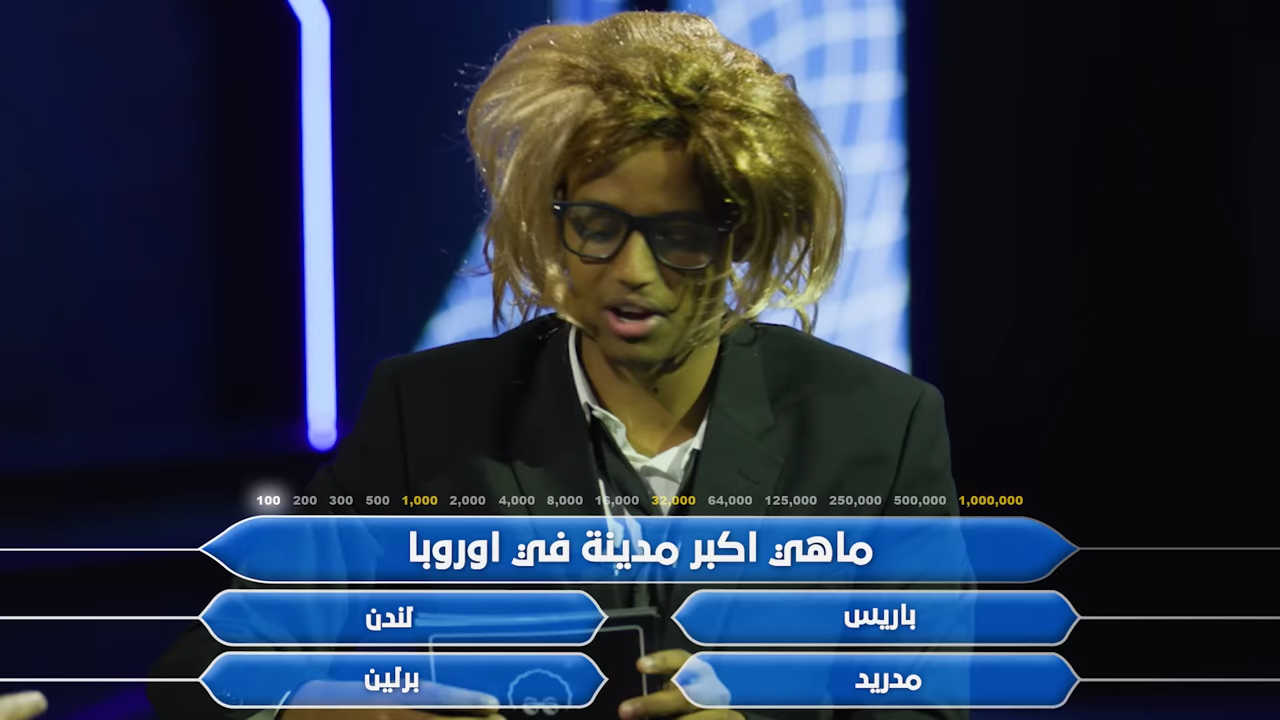 100 200 300 500 1,000 2,000 4,000 8,000 16,000 32,000 64,000 125,000 250,000 500,000 1,000,000
ماهي اكبر مدينة في اوروبا
باريس لندن
مدريد برلين